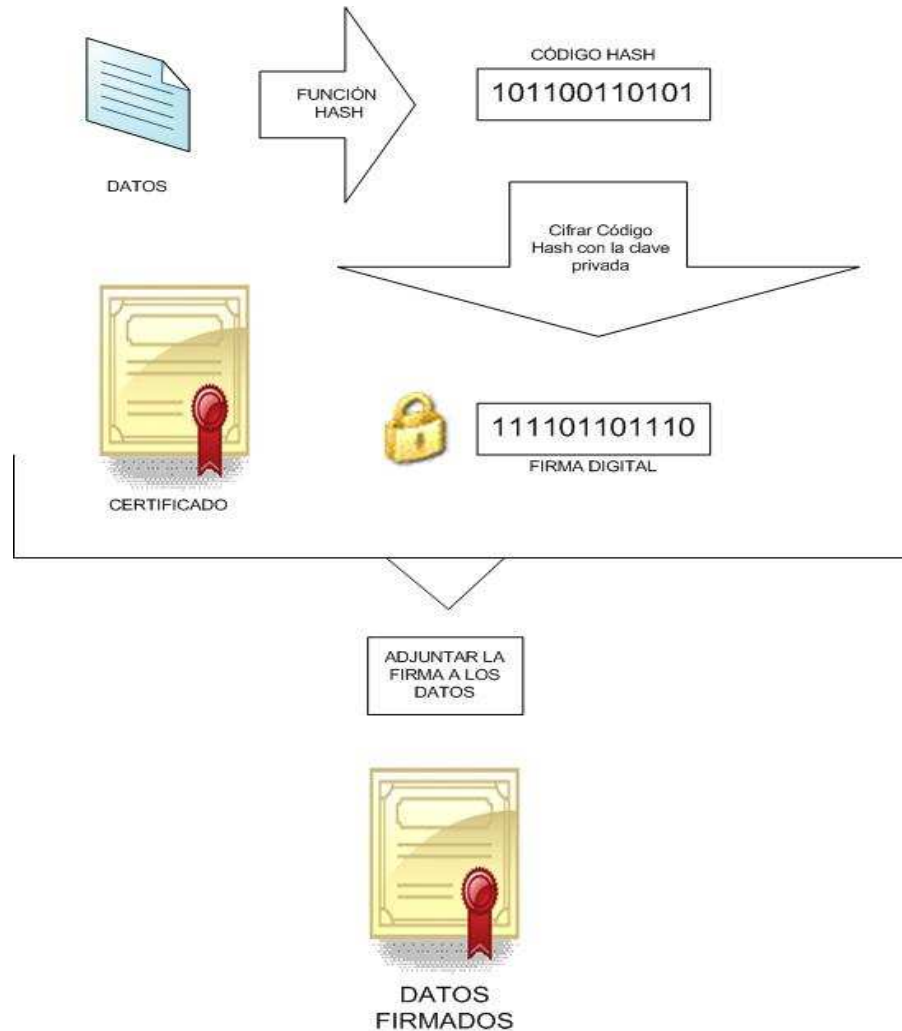 DATOS
FUNCIÓN
HASH
CÓDIGO HASH
101100110101
Cifrar Código
Hash con la clave
privada
CERTIFICADO
111101101110
FIRMA DIGITAL
ADJUNTAR LA
FIRMA A LOS
DATOS
DATOS
FIRMADOS